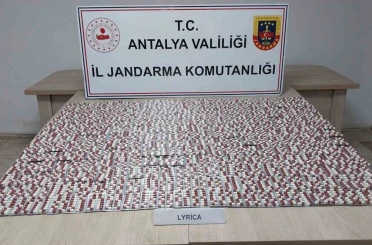 T.C.
ANTALYA VALİLİĞİ
İL JANDARMA KOMUTANLIĞI
LYRICA